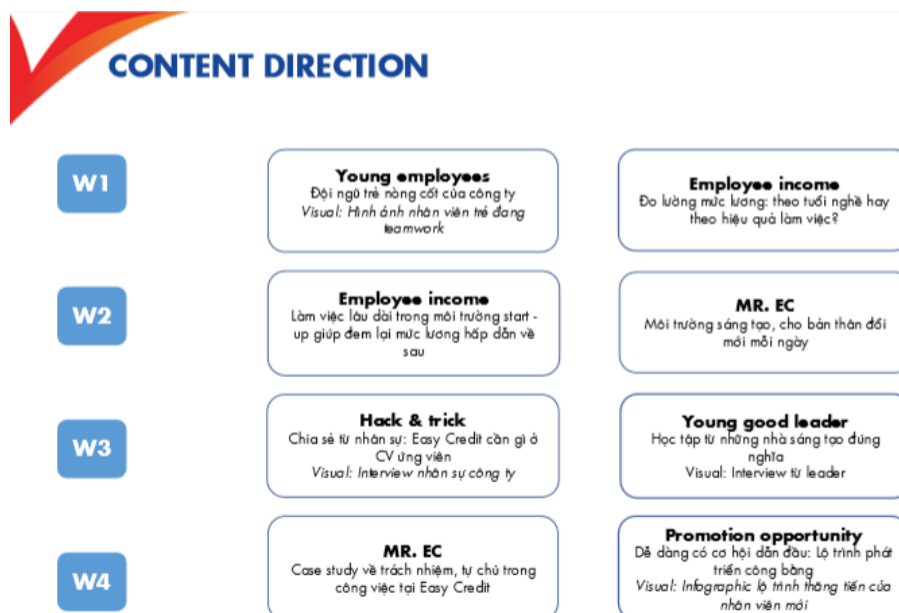 CONTENT DIRECTION
W1
Young employees
Đội ngũ trẻ nòng cốt của công ty
Visual: Hình ảnh nhân viên trẻ đang
teamwork
Employee income
Đo lường mức lương: theo tuổi nghề hay
theo hiệu quả làm việc?
W2
Employee income
Làm việc lâu dài trong môi trường start -
up giúp đem lại mức lương hấp dẫn về
sau
MR. EC
Môi trường sáng tạo, cho bản thân đổi
mới mỗi ngày
W3
Hack & trick
Chia sẻ từ nhân sự: Easy Credit cần gì ở
CV ứng viên
Visual: Interview nhân sự công ty
Young good leader
Học tập từ những nhà sáng tạo đúng
nghĩa
Visual: Interview từ leader
W4
MR. EC
Case study về trách nhiệm, tự chủ trong
công việc tại Easy Credit
Promotion opportunity
Dễ dàng có cơ hội dẫn đầu: Lộ trình phát
triển công bằng
Visual: Infographic lộ trình thăng tiến của
nhân viên mới